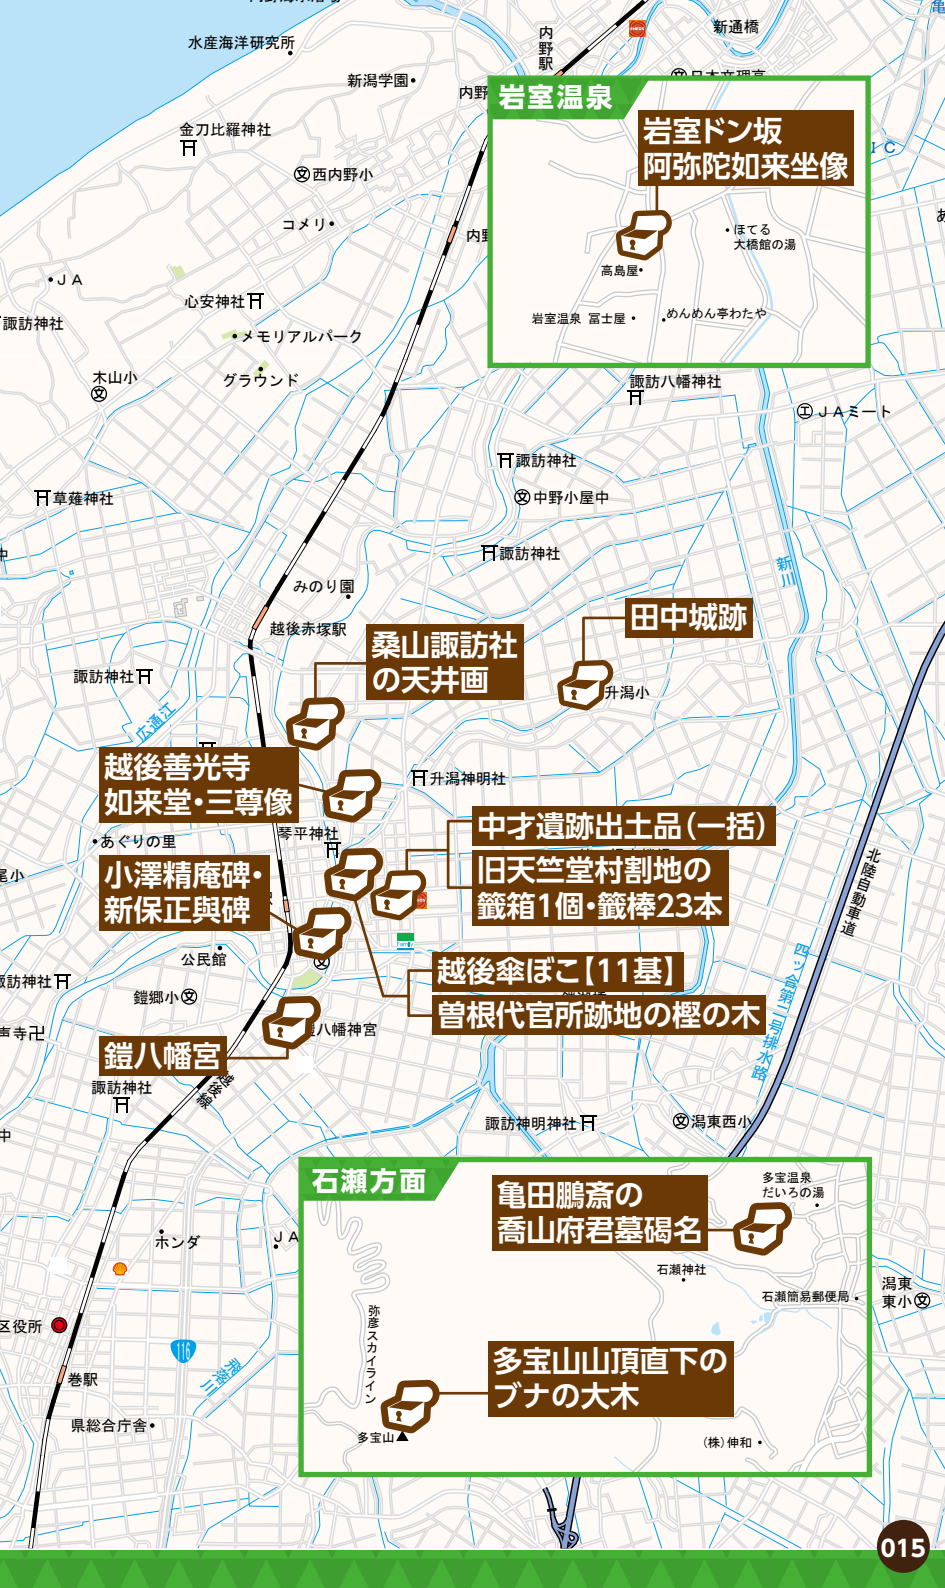 水産海洋研究所
内野駅
新通橋
新潟学園
金刀比羅神社
西内野小
コメリ
JA
心安神社
諏訪神社
メモリアルパーク
グラウンド
木山小
岩室温泉
岩室ドン坂
阿弥陀如来坐像
ほてる
大橋館の湯
高島屋
岩室温泉 冨士屋
めんめん亭わたや
IC
諏訪八幡神社
JAミート
諏訪神社
中野小屋中
草薙神社
諏訪神社
新川
みのり園
越後赤塚駅
田中城跡
桑山諏訪社
の天井画
升潟小
諏訪神社
広通江
越後善光寺
如来堂・三尊像
升潟神明社
琴平神社
あぐりの里
中才遺跡出土品(一括)
小澤精庵碑・
新保正與碑
旧天竺堂村割地の
籤箱1個・籤棒23本
北陸自動車道
公民館
越後傘ぼこ【11基】
曽根代官所跡地の樫の木
諏訪神社
鎧郷小
四ツ合第二号排水路
鎧八幡神宮
鎧八幡宮
越後線
諏訪神社
諏訪神明神社
潟東西小
石瀬方面
亀田鵬斎の
喬山府君墓碣名
多宝温泉
だいろの湯
石瀬神社
石瀬簡易郵便局
潟東
東小
ホンダ
JA
弥彦スカイライン
区役所
116
飛落川
巻駅
多宝山山頂直下の
ブナの大木
多宝山
(株)伸和
県総合庁舎
015